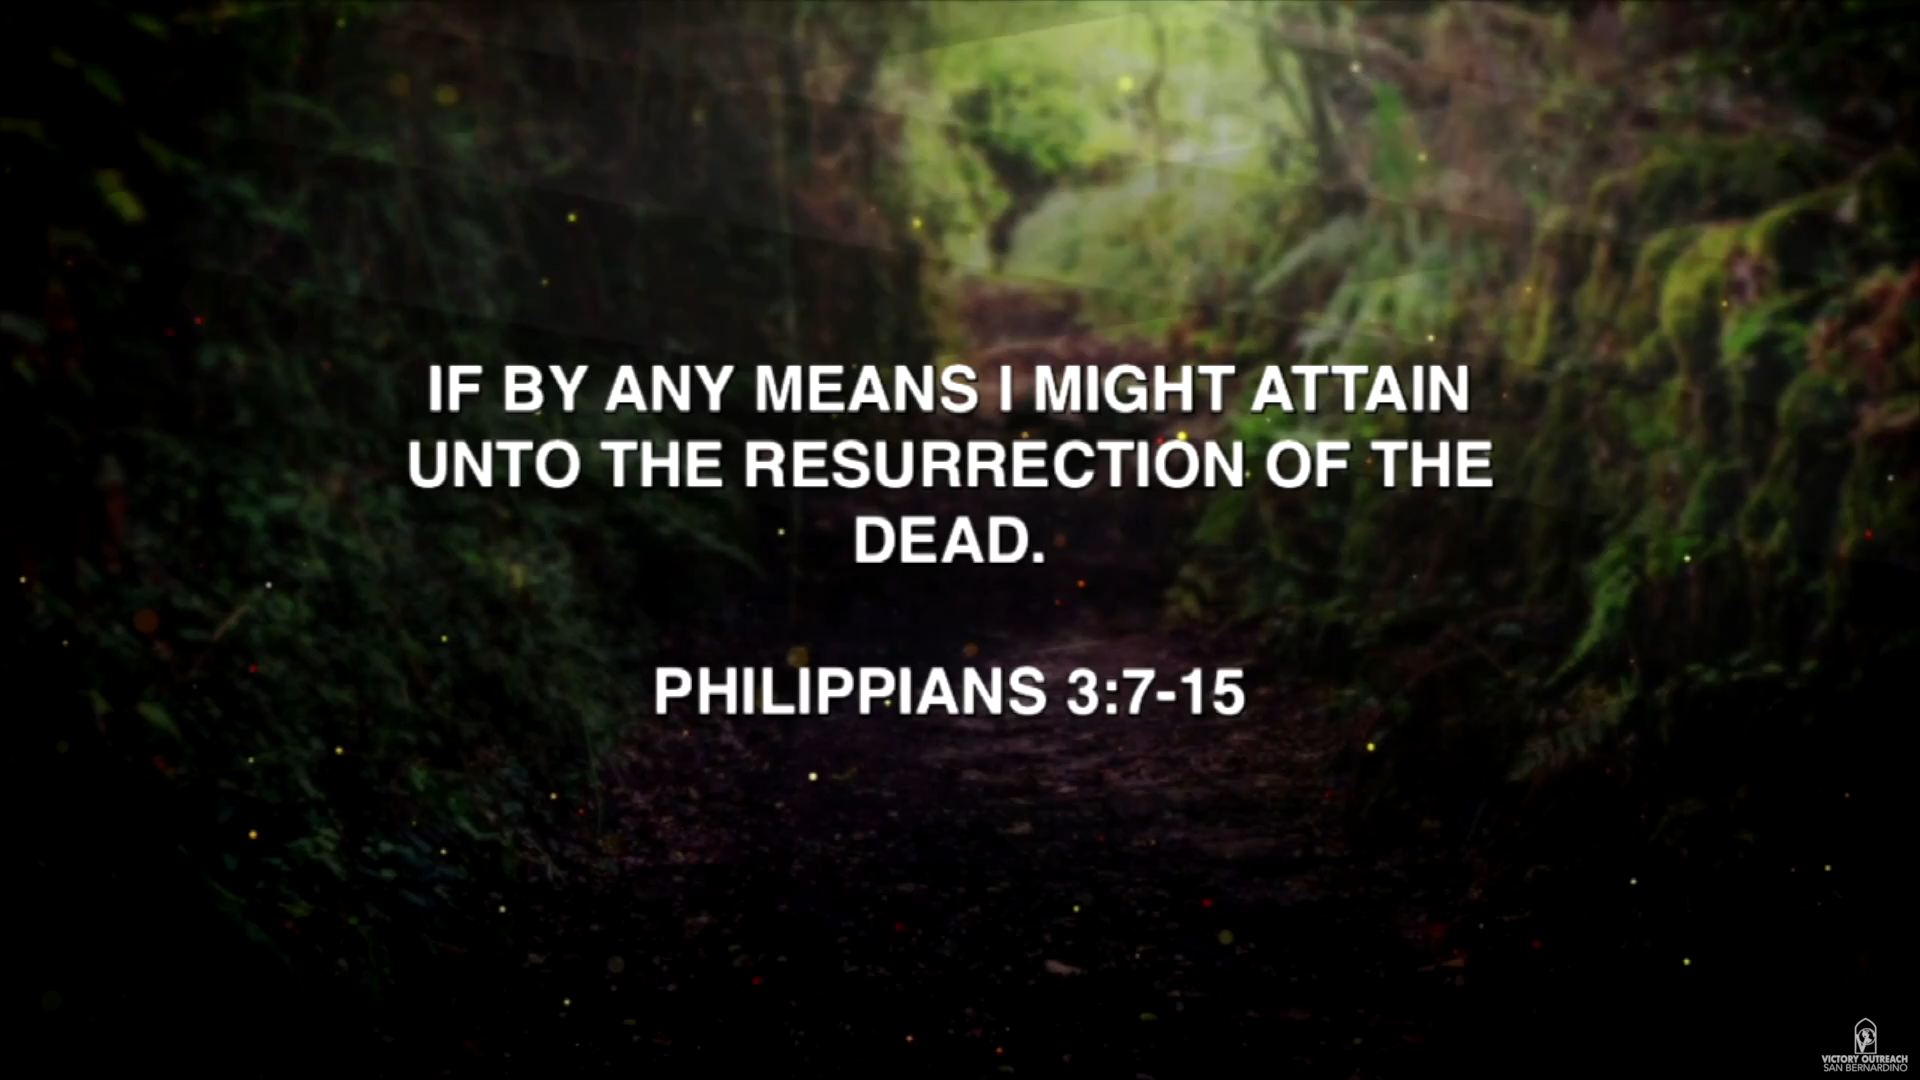 IF BY ANY MEANS I MIGHT ATTAIN
UNTO THE RESURRECTION OF THE
DEAD.
PHILIPPIANS 3:7-15
VICTORY OUTREACH
SAN BERNARDINO